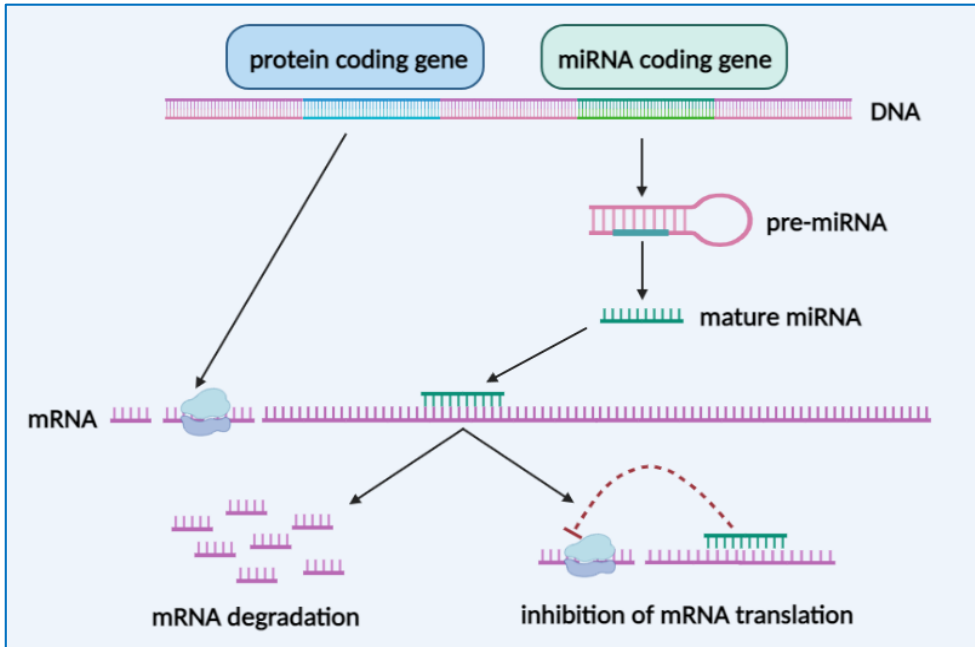 protein coding gene
miRNA coding gene
DNA
pre-miRNA
mature miRNA
mRNA
mRNA degradation
inhibition of mRNA translation